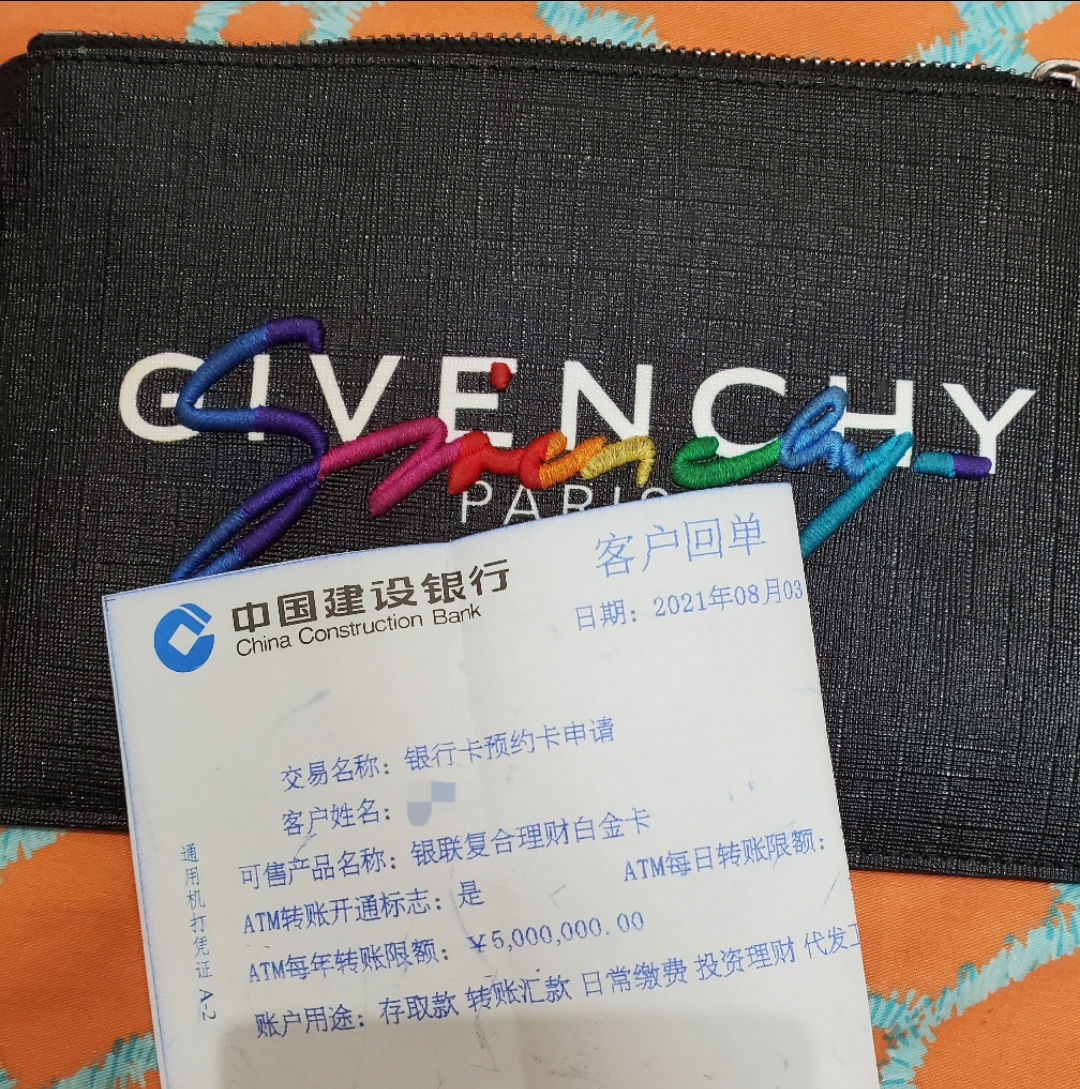 GIVENCHY
Givenchy
PARIS
中国建设银行
China Construction Bank
客户回单
日期: 2021年08月03
交易名称: 银行卡预约卡申请
客户姓名:
可售产品名称: 银联复合理财白金卡
ATM转账开通标志: 是
ATM每日转账限额:
ATM每年转账限额: ¥5,000,000.00
账户用途: 存取款 转账汇款 日常缴费 投资理财 代发工
通用机打凭证 A2